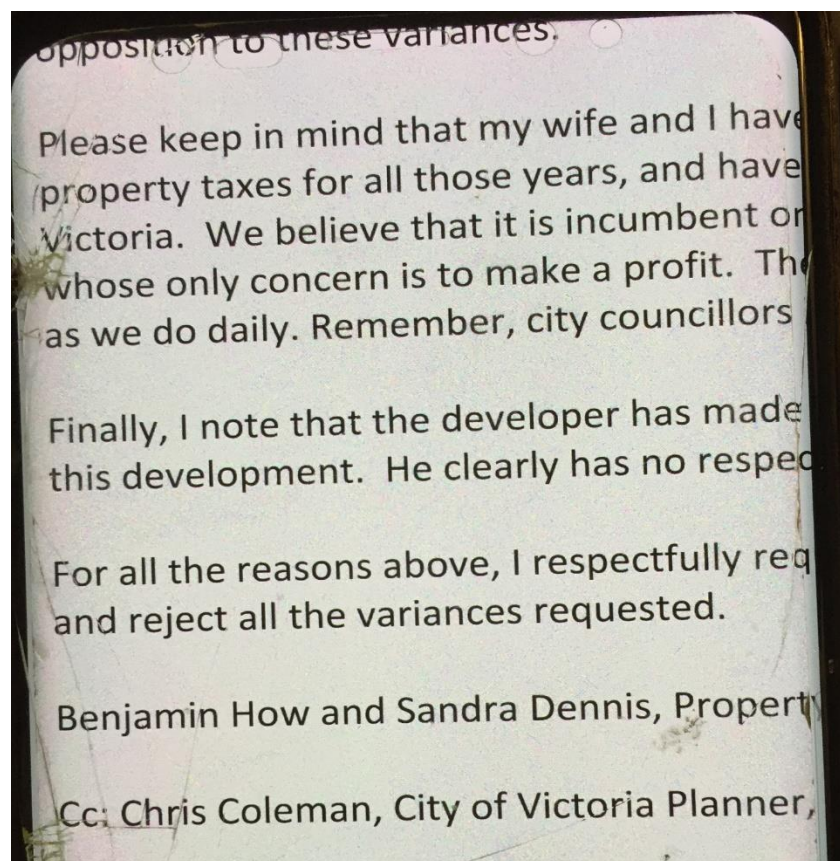 opposition to these variances.
Please keep in mind that my wife and I have
property taxes for all those years, and have
Victoria. We believe that it is incumbent on
whose only concern is to make a profit. The
as we do daily. Remember, city councillors
Finally, I note that the developer has made
this development. He clearly has no respec
For all the reasons above, I respectfully req
and reject all the variances requested.
Benjamin How and Sandra Dennis, Property
Cc: Chris Coleman, City of Victoria Planner,